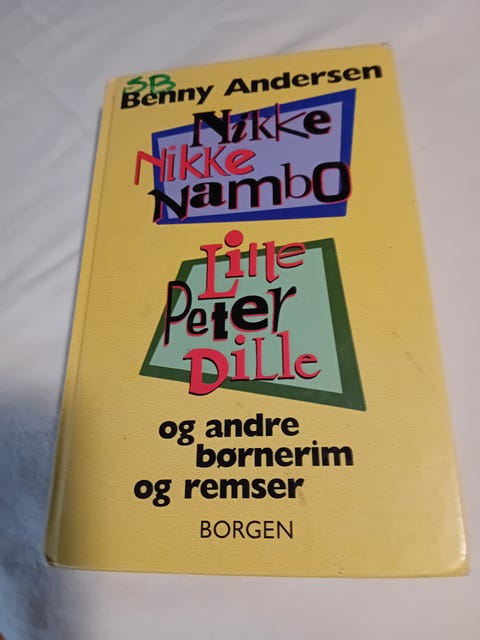 SB
Benny Andersen
Nikke
Nikke
Nambo
Lille
Peter
Dille
og andre
børnerim
og remser
BORGEN